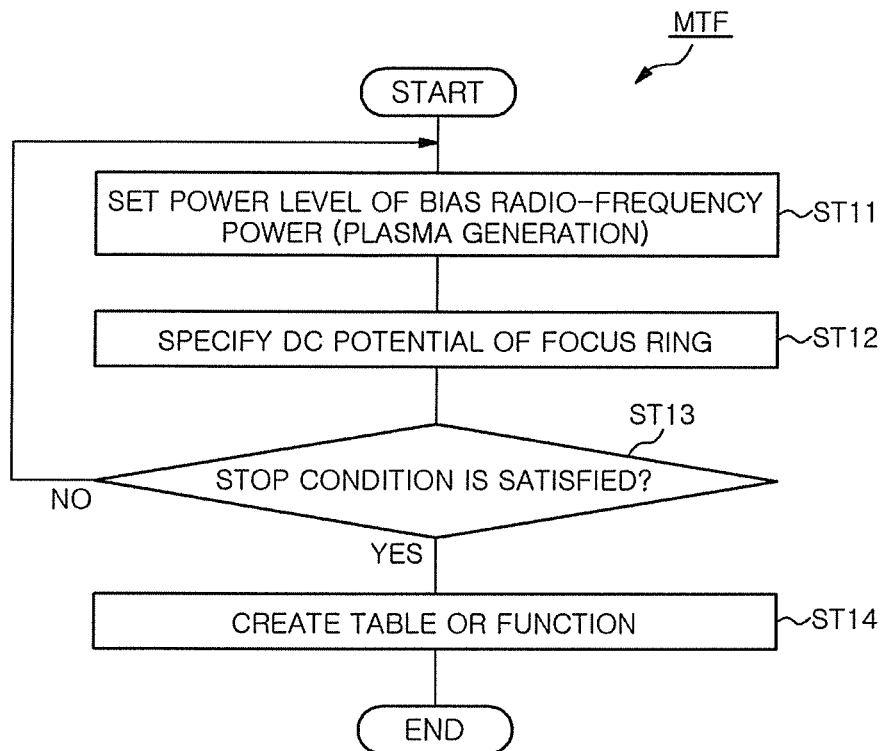 MTF
START
SET POWER LEVEL OF BIAS RADIO-FREQUENCY
POWER (PLASMA GENERATION)
ST11
SPECIFY DC POTENTIAL OF FOCUS RING
ST12
ST13
STOP CONDITION IS SATISFIED?
NO
YES
CREATE TABLE OR FUNCTION
ST14
END